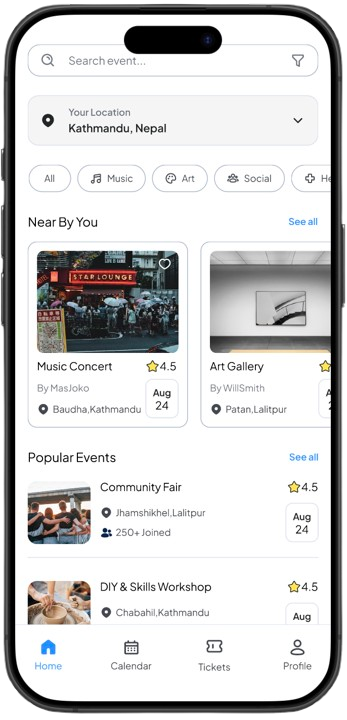 Search event...
Your Location
Kathmandu, Nepal
All
Music
Art
Social
He
Near By You
See all
STAR LOUNGE
Music Concert
4.5
By MasJoko
Aug
24
Baudha,Kathmandu
Art Gallery
By WillSmith
A
2
Patan,Lalitpur
Popular Events
See all
Community Fair
4.5
Jhamshikhel,Lalitpur
Aug
24
250+ Joined
DIY & Skills Workshop
4.5
Chabahil,Kathmandu
Aug
Home
Calendar
Tickets
Profile